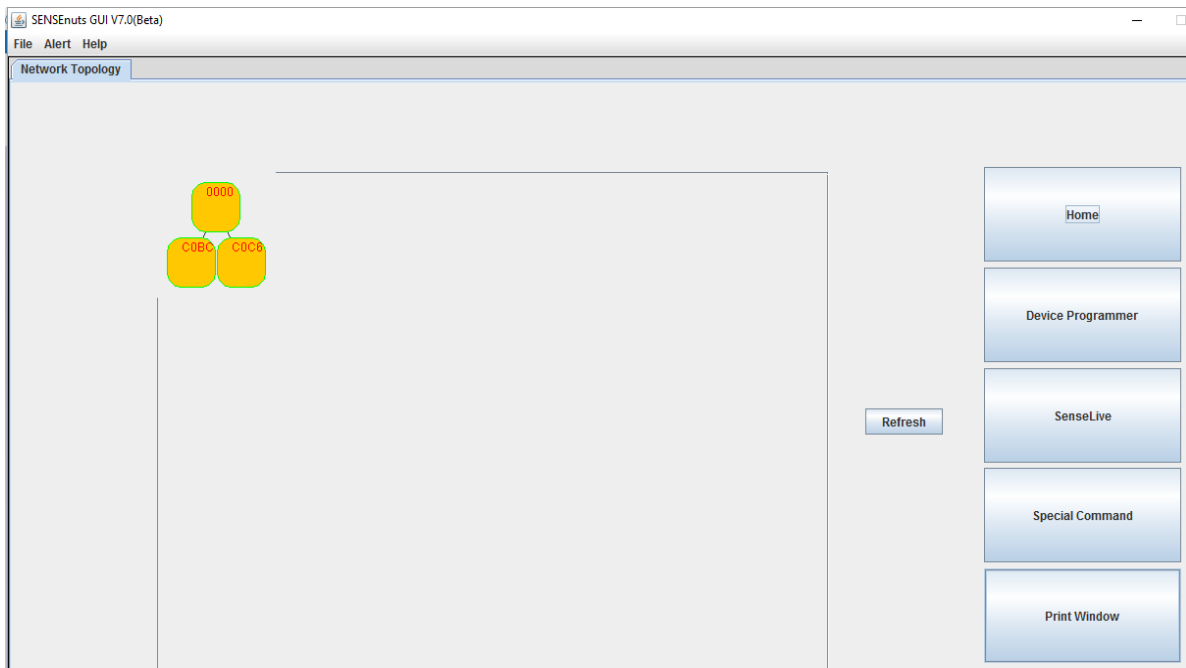 SENSEnuts GUI V7.0(Beta)
File Alert Help
Network Topology
0000
C0BC C0C6
Home
Device Programmer
SenseLive
Refresh
Special Command
Print Window